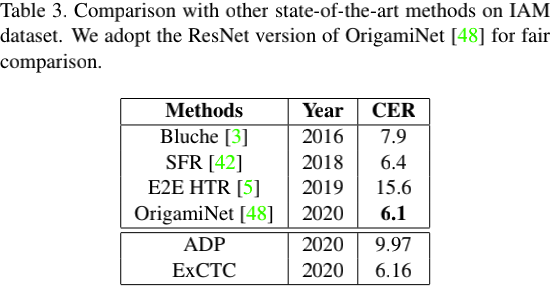 Table 3. Comparison with other state-of-the-art methods on IAM
dataset. We adopt the ResNet version of OrigamiNet [48] for fair
comparison.
Methods Year CER
Bluche [3] 2016 7.9
SFR [42] 2018 6.4
E2E HTR [5] 2019 15.6
OrigamiNet [48] 2020 6.1
ADP 2020 9.97
ExCTC 2020 6.16